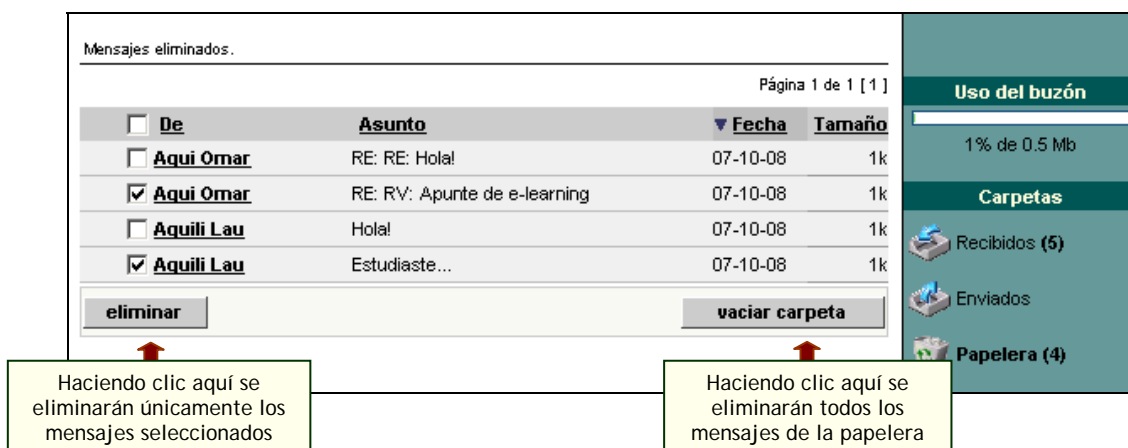 Mensajes eliminados.
Página 1 de 1 [ 1 ]
De Asunto Fecha Tamaño
Aqui Omar RE: RE: Hola! 07-10-08 1k
Aqui Omar RE: RV: Apunte de e-learning 07-10-08 1k
Aquili Lau Hola! 07-10-08 1k
Aquili Lau Estudiaste... 07-10-08 1k
eliminar vaciar carpeta
Uso del buzón
1% de 0.5 Mb
Carpetas
Recibidos (5)
Enviados
Papelera (4)
Haciendo clic aquí se
eliminarán únicamente los
mensajes seleccionados
Haciendo clic aquí se
eliminarán todos los
mensajes de la papelera